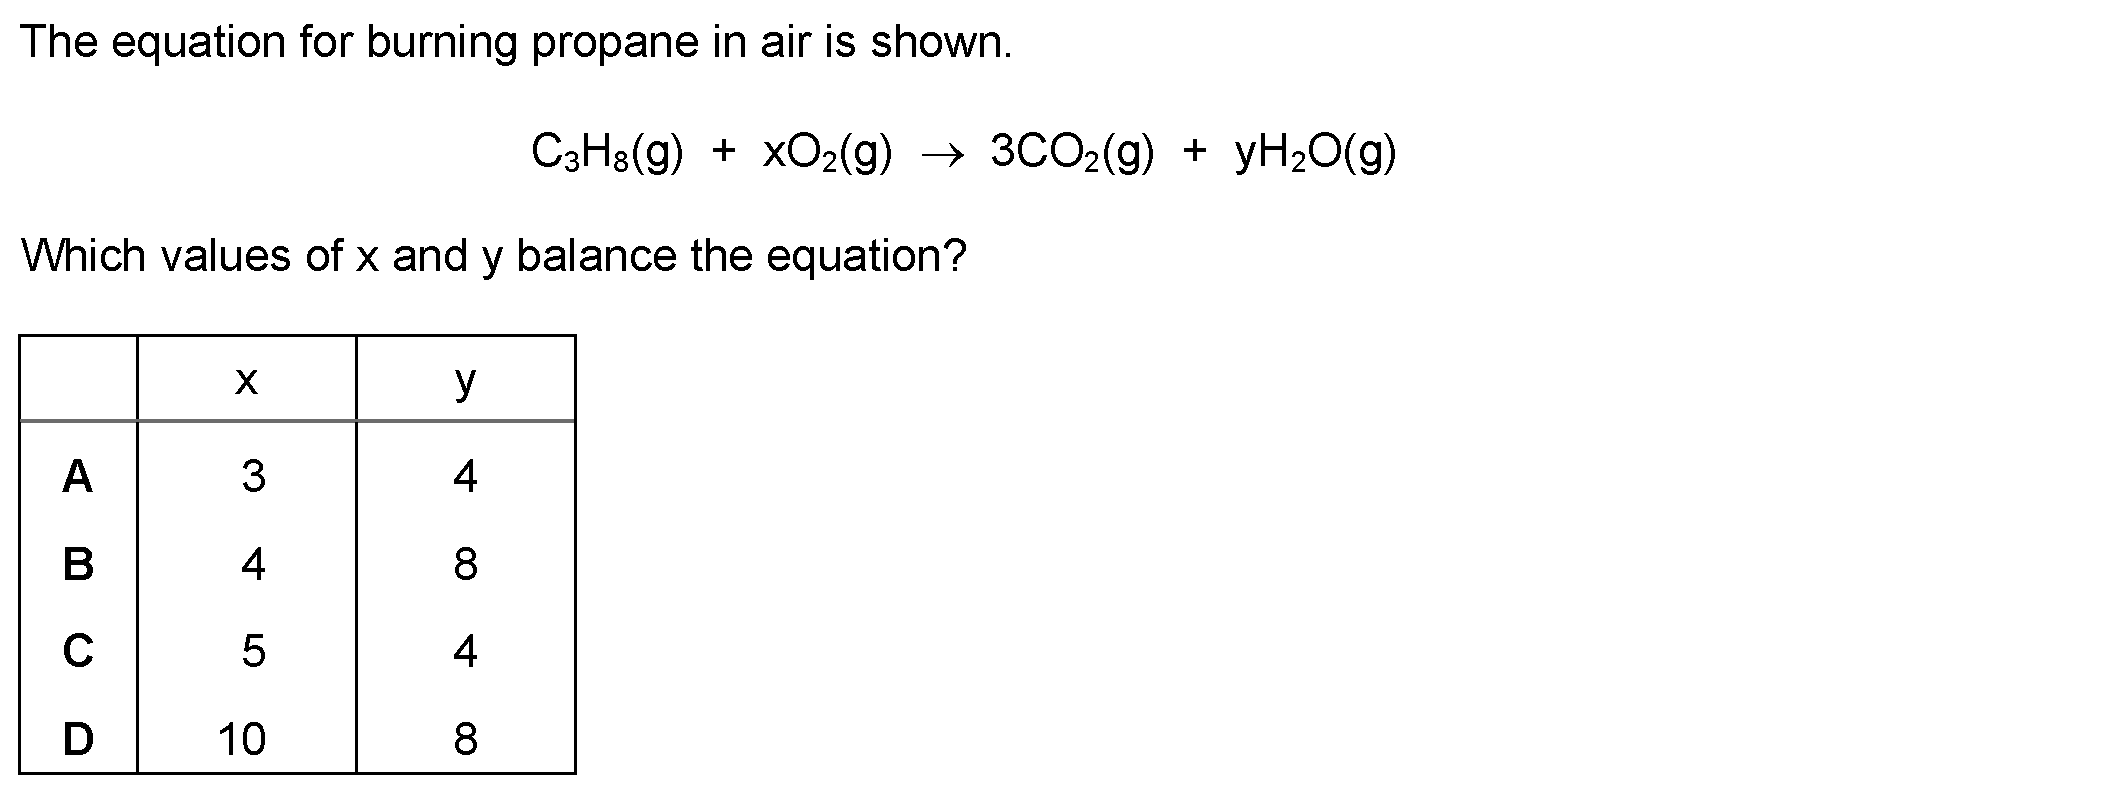 The equation for burning propane in air is shown.
C₃H₈(g) + xO₂(g) → 3CO₂(g) + yH₂O(g)
Which values of x and y balance the equation?
x y
A 3 4
B 4 8
C 5 4
D 10 8